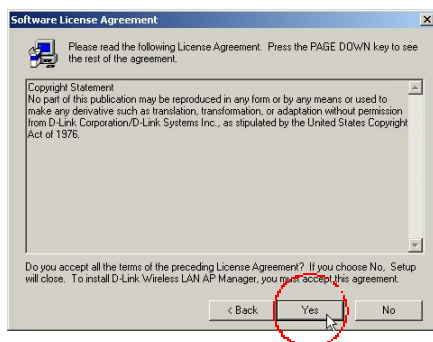 Software License Agreement
Please read the following License Agreement. Press the PAGE DOWN key to see
the rest of the agreement.
Copyright Statement
No part of this publication may be reproduced in any form or by any means or used to
make any derivative such as translation, transformation, or adaptation without permission
from D-Link Corporation/D-Link Systems Inc., as stipulated by the United States Copyright
Act of 1976.
Do you accept all the terms of the preceding License Agreement? If you choose No, Setup
will close. To install D-Link Wireless LAN AP Manager, you must accept this agreement.
< Back
Yes
No